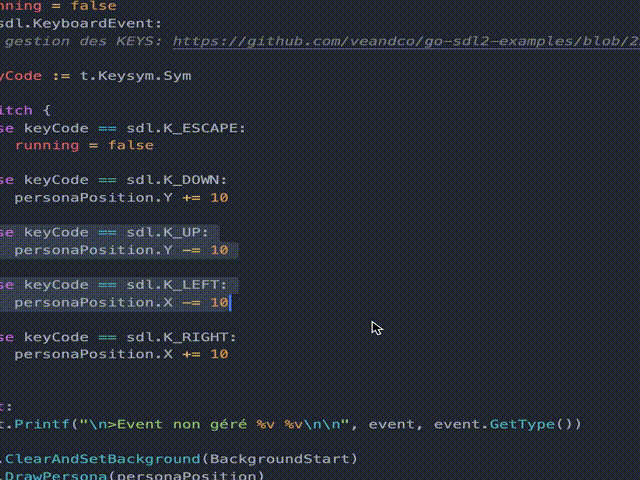 nning = false
sdl.KeyboardEvent:
gestion des KEYS: https://github.com/veandco/go-sdl2-examples/blob/2
yCode := t.Keysym.Sym
itch {
se keyCode == sdl.K_ESCAPE:
running = false
se keyCode == sdl.K_DOWN:
personaPosition.Y += 10
se keyCode == sdl.K_UP:
personaPosition.Y -= 10
se keyCode == sdl.K_LEFT:
personaPosition.X -= 10
se keyCode == sdl.K_RIGHT:
personaPosition.X += 10
t:
t.Printf("\n>Event non géré %v %v\n\n", event, event.GetType())
.ClearAndSetBackground(BackgroundStart)
.DrawPersona(personaPosition)